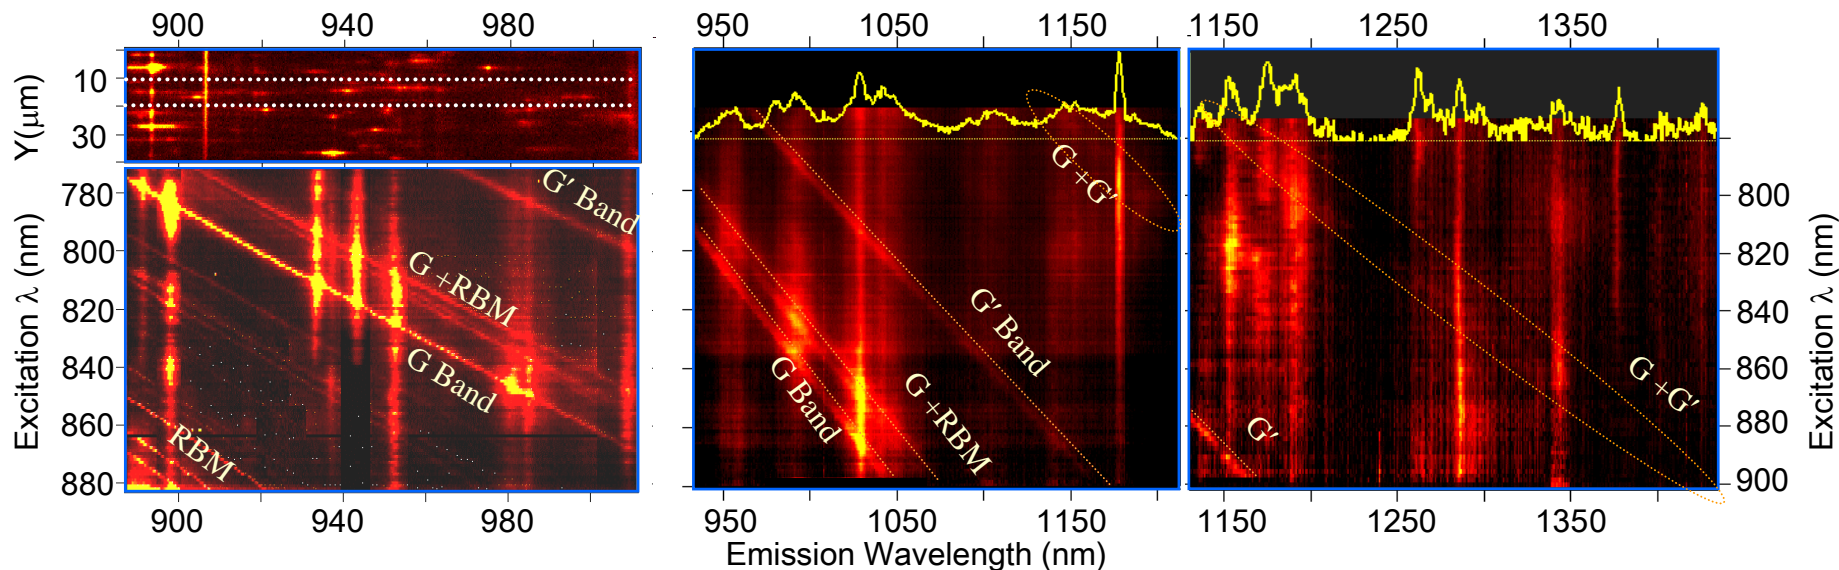 900 940 980
950 1050 1150
1150 1250 1350
Y(μm)
10
30
Excitation λ (nm)
780
800
820
840
860
880
G′ Band
G +RBM
G Band
RBM
900 940 980
G +G′
G′ Band
G Band
G +RBM
950 1050 1150
G +G′
G′
1150 1250 1350
800
820
840
860
880
900
Excitation λ (nm)
Emission Wavelength (nm)